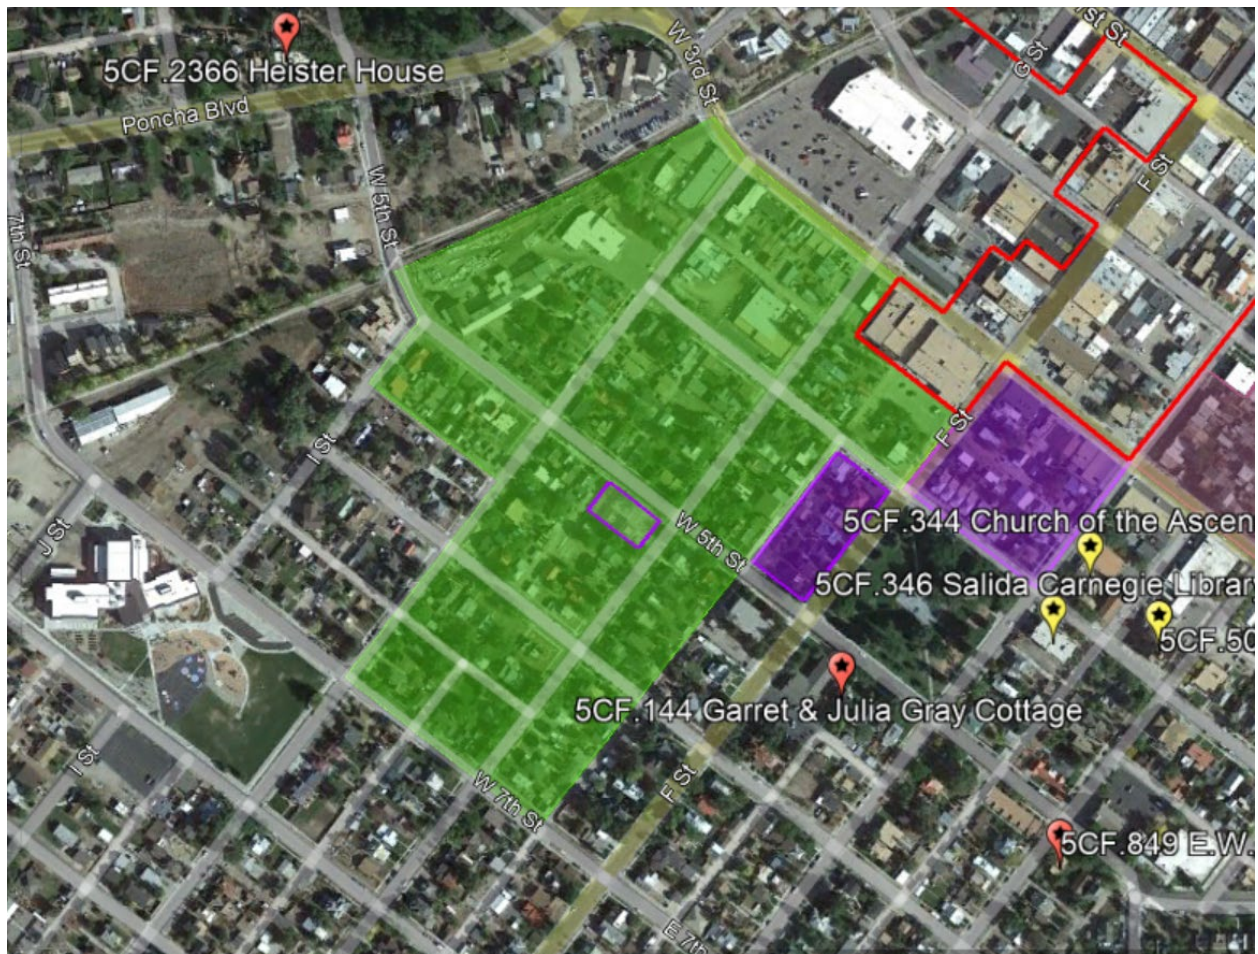 rst St
W 3rd St
G St
5CF.2366 Heister House
Poncha Blvd
F St
W 5th St
7th St
F St
I St
5CF.344 Church of the Ascen
W 5th St
J St
5CF.346 Salida Carnegie Librar
5CF.50
5CF.144 Garret & Julia Gray Cottage
I St
F St
W 7th St
5CF.849 E.W.
E 7th